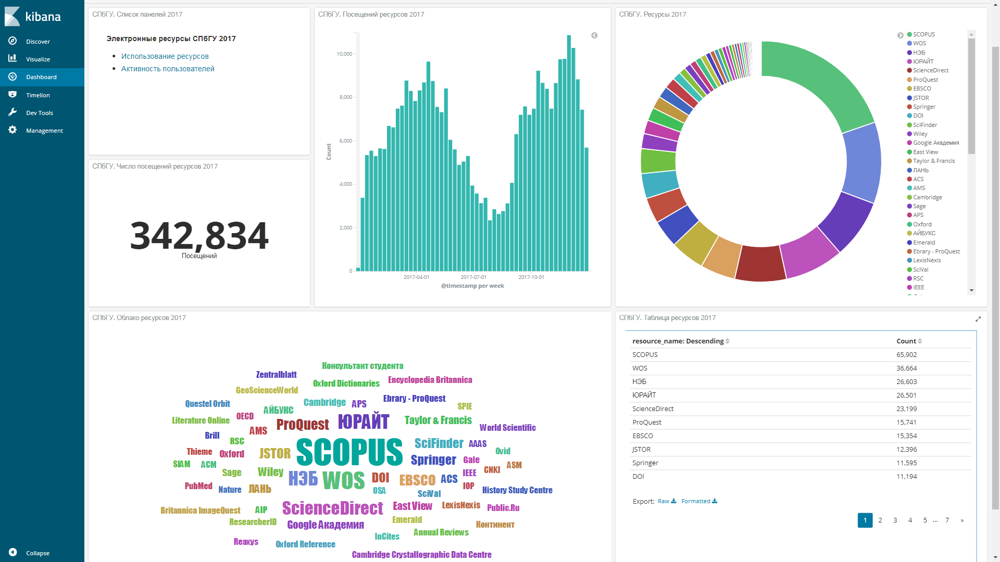 kibana
Discover
Visualize
Dashboard
Timelion
Dev Tools
Management
Collapse
СПбГУ. Список панелей 2017
Электронные ресурсы СПбГУ 2017
Использование ресурсов
Активность пользователей
СПбГУ. Число посещений ресурсов 2017
342,834
Посещений
СПбГУ. Посещений ресурсов 2017
10,000
8,000
6,000
4,000
2,000
0
Count
2017-04-01 2017-07-01 2017-10-01
@timestamp per week
СПбГУ. Ресурсы 2017
SCOPUS
WOS
НЭБ
ЮРАЙТ
ScienceDirect
ProQuest
EBSCO
JSTOR
Springer
DOI
SciFinder
Wiley
Google Академия
East View
Taylor & Francis
ЛАНЬ
ACS
AMS
Cambridge
Sage
APS
Oxford
АЙБУКС
Emerald
Ebrary - ProQuest
LexisNexis
SciVal
RSC
IEEE
СПбГУ. Облако ресурсов 2017
Консультант студента
Zentralblatt
Encyclopedia Britannica
Oxford Dictionaries
GeoScienceWorld
Ebrary - ProQuest
Questel Orbit
Cambridge
APS
SPIE
АЙБУКС
OECD
Literature Online
ProQuest
ЮРАЙТ
Taylor & Francis
World Scientific
AMS
Brill
RSC
SciFinder
AAAS
Thieme
Oxford
JSTOR
SCOPUS
Ovid
Springer
Gale
SIAM
ACM
ASM
Sage
Wiley
НЭБ
WOS
DOI
EBSCO
ACS
IEEE
CNKI
PubMed
Nature
ЛАНЬ
OSA
SciVal
IOP
History Study Centre
Britannica ImageQuest
AIP
ScienceDirect
East View
LexisNexis
Public.Ru
ResearcherID
Google Академия
Emerald
Континент
InCites
Annual Reviews
Reaxys
Oxford Reference
Cambridge Crystallographic Data Centre
СПбГУ. Таблица ресурсов 2017
resource_name: Descending Count
SCOPUS 65,902
WOS 36,664
НЭБ 26,603
ЮРАЙТ 26,501
ScienceDirect 23,199
ProQuest 15,741
EBSCO 15,354
JSTOR 12,396
Springer 11,595
DOI 11,194
Export: Raw Formatted
1 2 3 4 5 ... 7 »